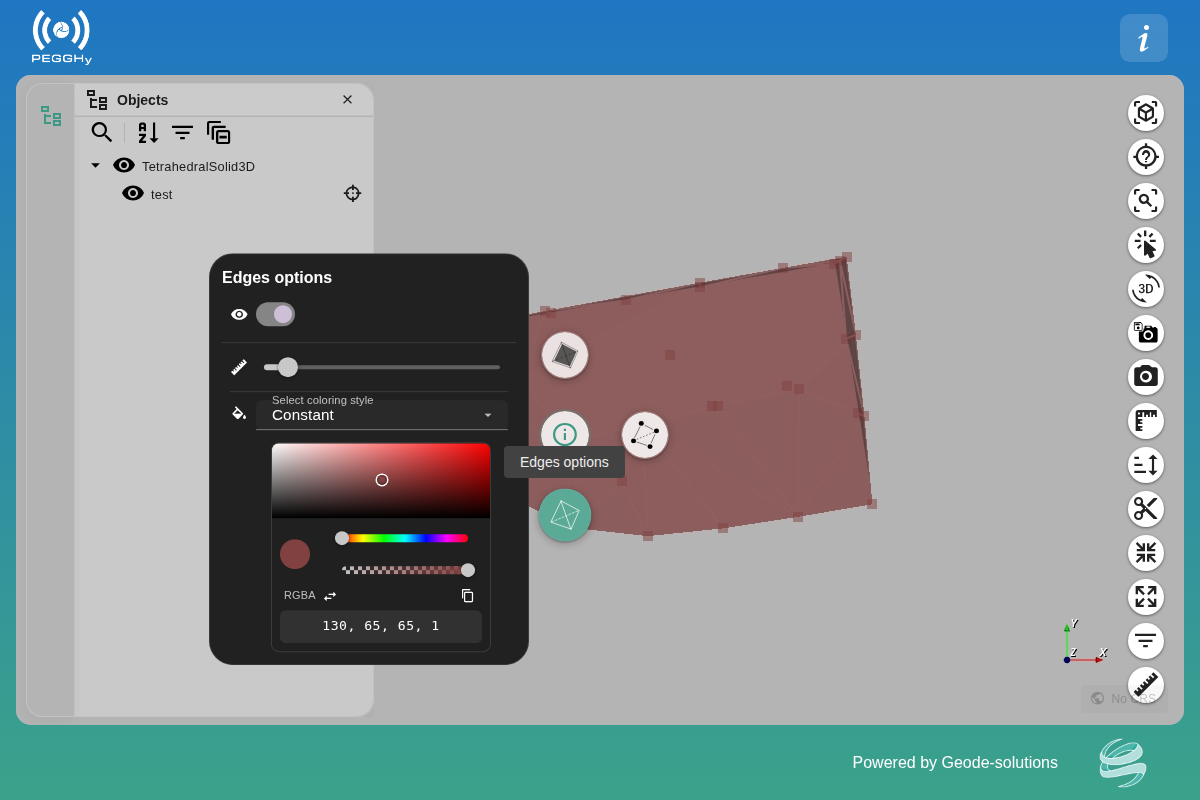 PEGGHy
i
Objects
A
Z
TetrahedralSolid3D
test
Edges options
Select coloring style
Constant
Edges options
RGBA
130, 65, 65, 1
3D
Y
Z
X
No CRS
Powered by Geode-solutions